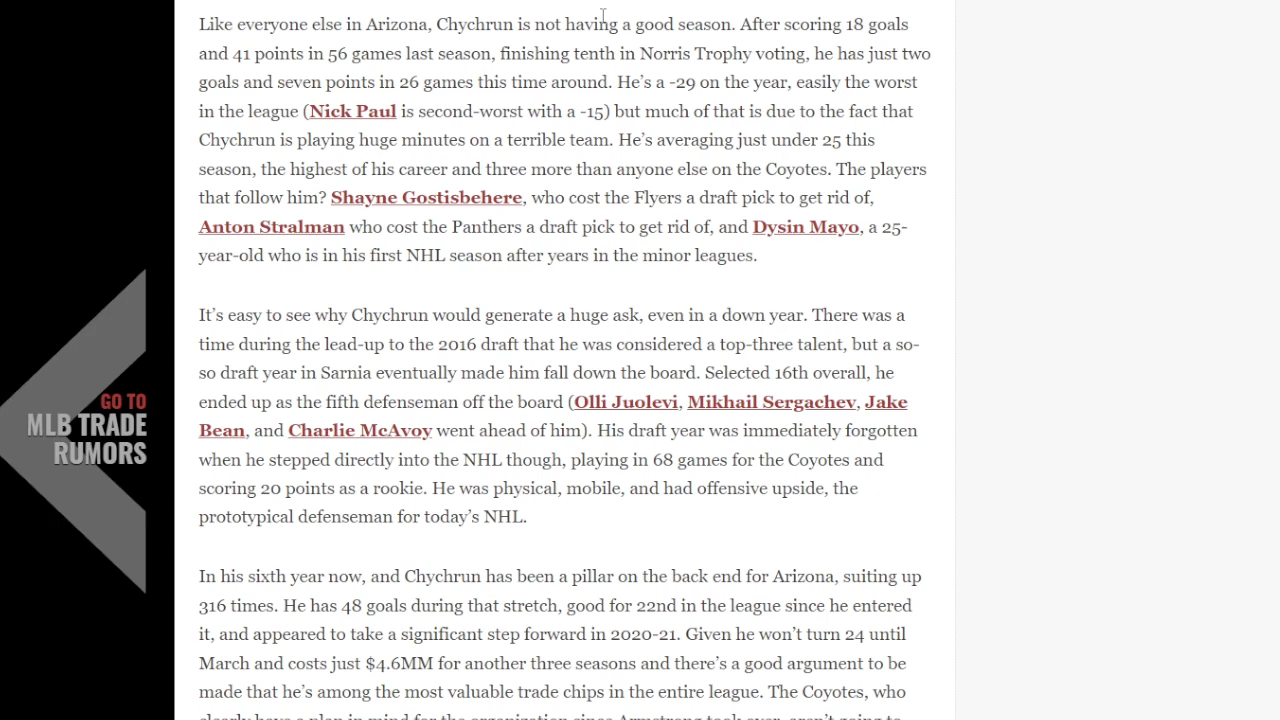 Like everyone else in Arizona, Chychrun is not having a good season. After scoring 18 goals
and 41 points in 56 games last season, finishing tenth in Norris Trophy voting, he has just two
goals and seven points in 26 games this time around. He’s a -29 on the year, easily the worst
in the league (Nick Paul is second-worst with a -15) but much of that is due to the fact that
Chychrun is playing huge minutes on a terrible team. He’s averaging just under 25 this
season, the highest of his career and three more than anyone else on the Coyotes. The players
that follow him? Shayne Gostisbehere, who cost the Flyers a draft pick to get rid of,
Anton Stralman who cost the Panthers a draft pick to get rid of, and Dysin Mayo, a 25-
year-old who is in his first NHL season after years in the minor leagues.
It’s easy to see why Chychrun would generate a huge ask, even in a down year. There was a
time during the lead-up to the 2016 draft that he was considered a top-three talent, but a so-
so draft year in Sarnia eventually made him fall down the board. Selected 16th overall, he
ended up as the fifth defenseman off the board (Olli Juolevi, Mikhail Sergachev, Jake
Bean, and Charlie McAvoy went ahead of him). His draft year was immediately forgotten
when he stepped directly into the NHL though, playing in 68 games for the Coyotes and
scoring 20 points as a rookie. He was physical, mobile, and had offensive upside, the
prototypical defenseman for today’s NHL.
In his sixth year now, and Chychrun has been a pillar on the back end for Arizona, suiting up
316 times. He has 48 goals during that stretch, good for 22nd in the league since he entered
it, and appeared to take a significant step forward in 2020-21. Given he won’t turn 24 until
March and costs just $4.6MM for another three seasons and there’s a good argument to be
made that he’s among the most valuable trade chips in the entire league. The Coyotes, who
clearly have a plan in mind for the organization since Armstrong took over, aren’t going to
GO TO
MLB TRADE
RUMORS